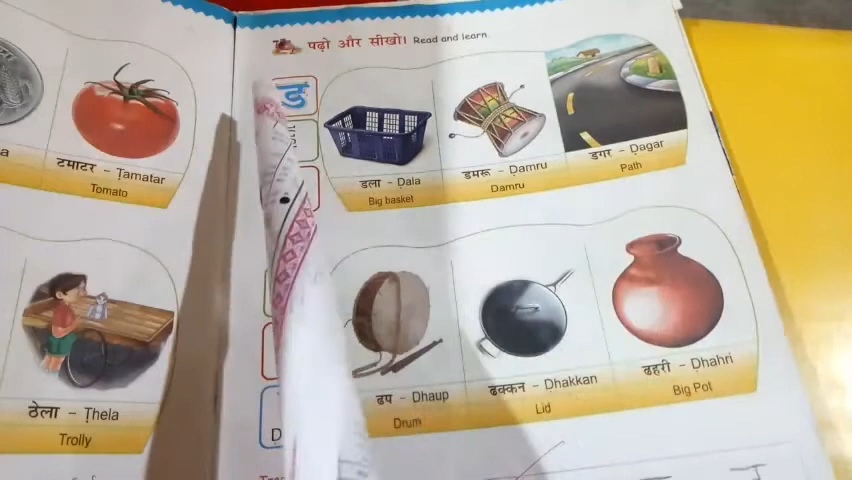 a
टमाटर - Ṭamatar
Tomato
ठेला - Ṭhela
Trolly
पढ़ो और सीखो। Read and learn.
ड
डला - Ḍala
Big basket
डमरू - Ḍamru
Damru
डगर - Ḍagar
Path
ढप - Dhaup
Drum
ढक्कन - Ḍhakkan
Lid
ढहरी - Ḍhahri
Big Pot
D